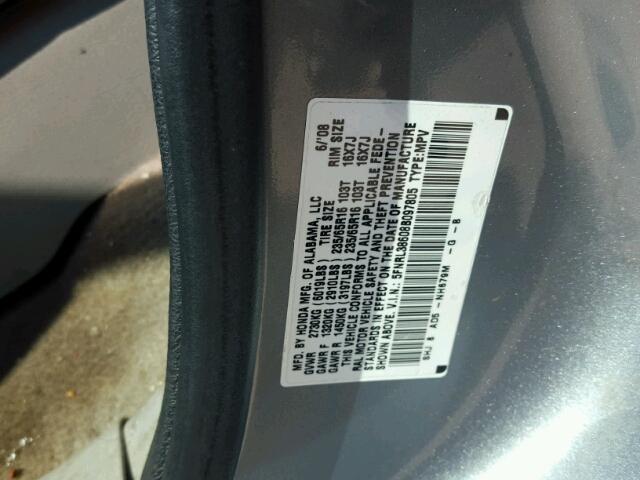 MFD. BY HONDA MFG. OF ALABAMA, LLC 6/'08
GVWR 2730KG (6019LBS) TIRE SIZE RIM SIZE
GAWR F 1320KG (2910LBS) 235/65R16 103T 16X7J
GAWR R 1450KG (3197LBS) 235/65R16 103T 16X7J
THIS VEHICLE CONFORMS TO ALL APPLICABLE FEDE-
RAL MOTOR VEHICLE SAFETY AND THEFT PREVENTION
STANDARDS IN EFFECT ON THE DATE OF MANUFACTURE
SHOWN ABOVE. V.I.N.: 5FNRL38608B097805 TYPE:MPV
SHJ 8 A05 -NH679M -G -B